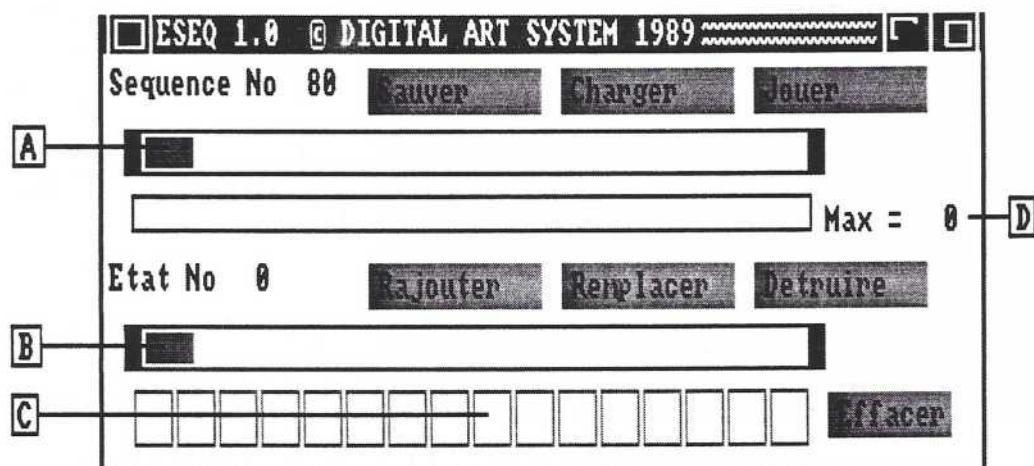 ESEQ 1.0 © DIGITAL ART SYSTEM 1989
Sequence No 80 Sauver Charger Jouer
A
Max = 0 D
Etat No 0 Rajouter Remplacer Detruire
B
C Effacer